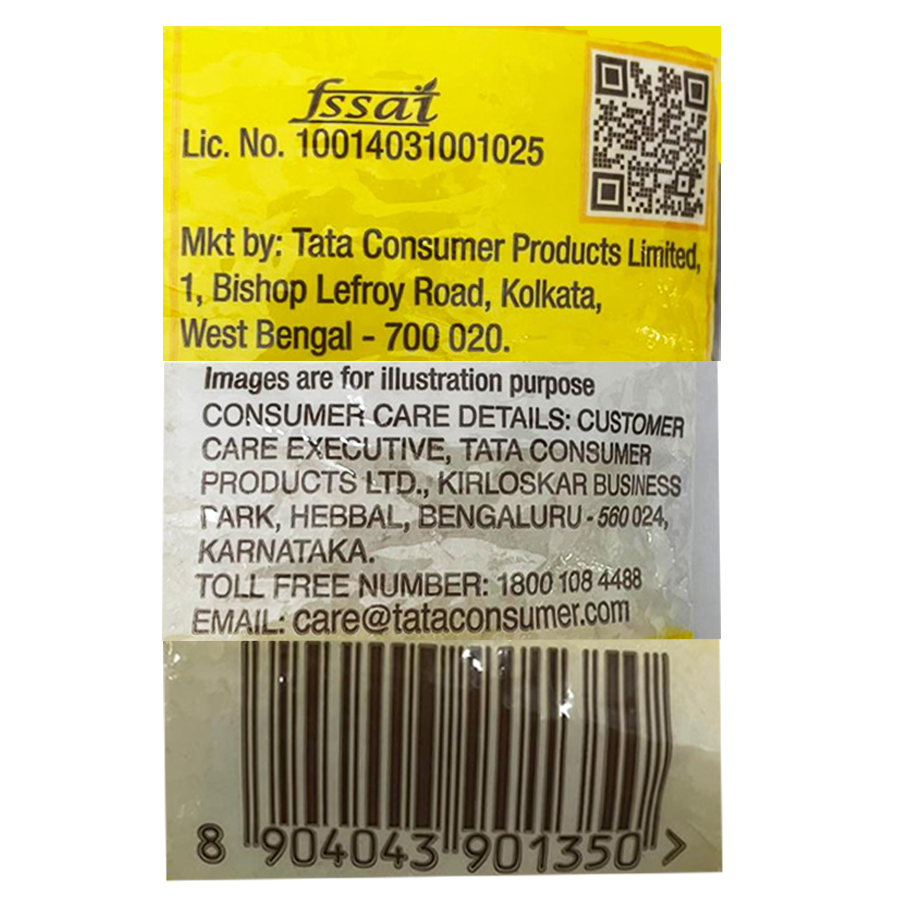 fssai
Lic. No. 10014031001025
Mkt by: Tata Consumer Products Limited,
1, Bishop Lefroy Road, Kolkata,
West Bengal - 700 020.
Images are for illustration purpose
CONSUMER CARE DETAILS: CUSTOMER
CARE EXECUTIVE, TATA CONSUMER
PRODUCTS LTD., KIRLOSKAR BUSINESS
PARK, HEBBAL, BENGALURU - 560 024,
KARNATAKA.
TOLL FREE NUMBER: 1800 108 4488
EMAIL: care@tataconsumer.com
8 904043 901350 >